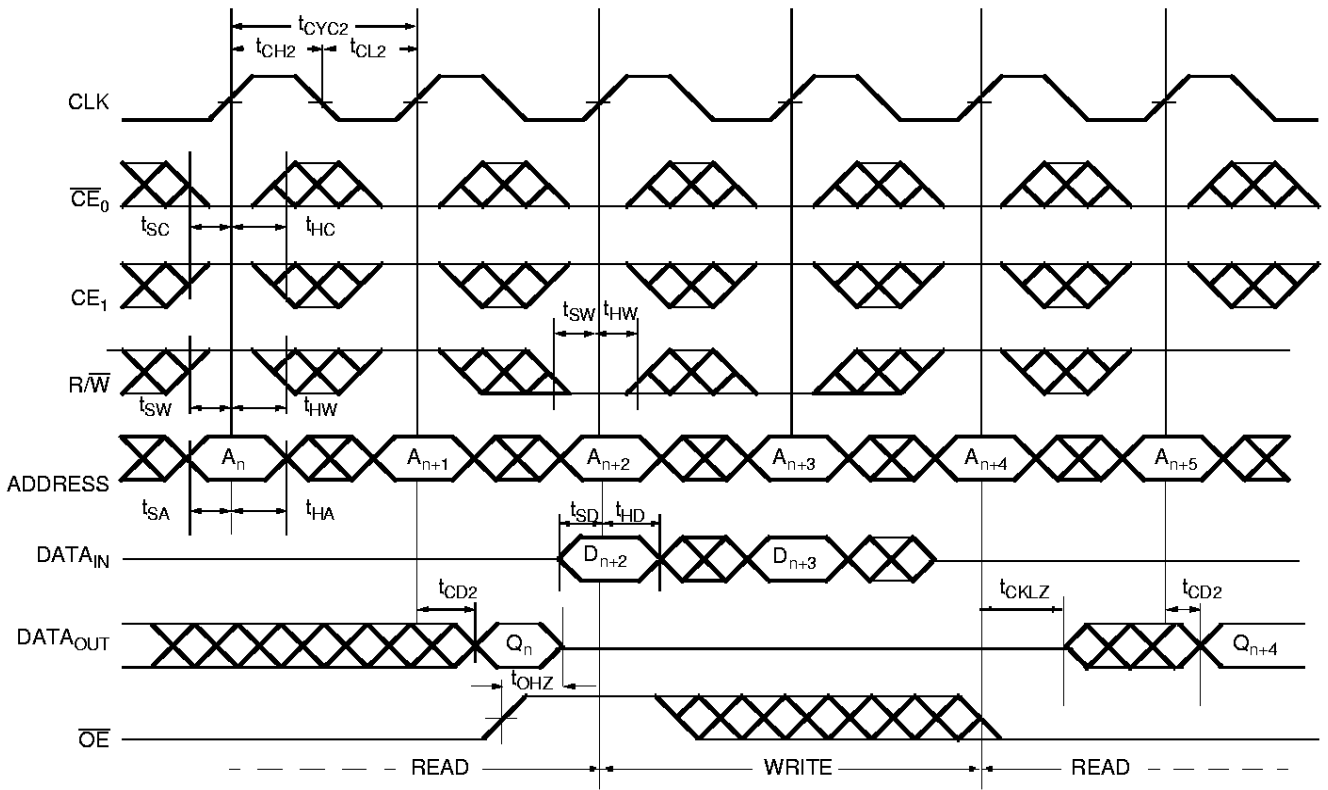 tCYC2
tCH2 tCL2
CLK
CE0
tSC tHC
CE1
tSW tHW
R/W
tSW tHW
An An+1 An+2 An+3 An+4 An+5
ADDRESS
tSA tHA tSD tHD
DATAIN Dn+2 Dn+3
tCD2 tCKLZ tCD2
DATAOUT Qn Qn+4
tOHZ
OE
READ WRITE READ